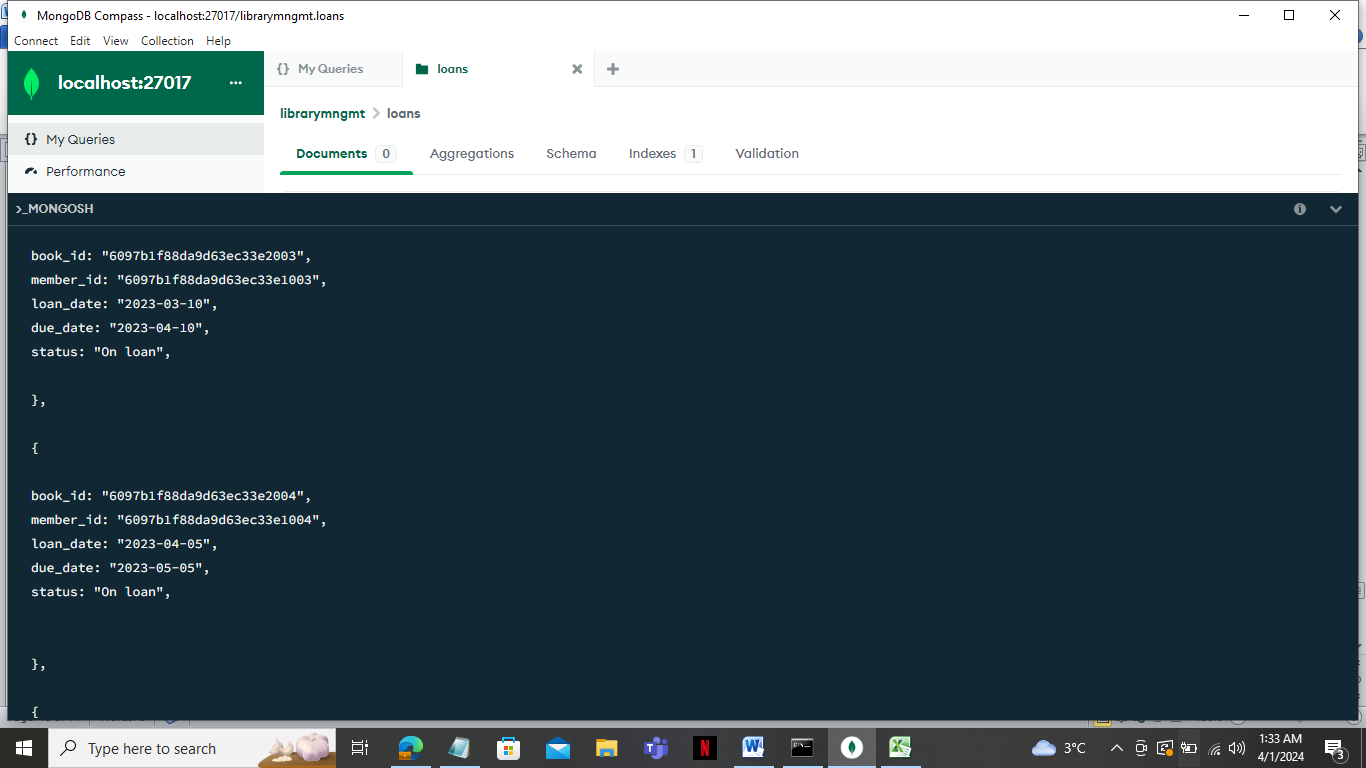 MongoDB Compass - localhost:27017/librarymngmt.loans
Connect Edit View Collection Help
localhost:27017 ...
{} My Queries
loans
librarymngmt > loans
{} My Queries
Documents 0 Aggregations Schema Indexes 1 Validation
Performance
>_MONGOSH
book_id: "6097b1f88da9d63ec33e2003",
member_id: "6097b1f88da9d63ec33e1003",
loan_date: "2023-03-10",
due_date: "2023-04-10",
status: "On loan",
},
{
book_id: "6097b1f88da9d63ec33e2004",
member_id: "6097b1f88da9d63ec33e1004",
loan_date: "2023-04-05",
due_date: "2023-05-05",
status: "On loan",
},
{
Type here to search
3°C
1:33 AM
4/1/2024
3